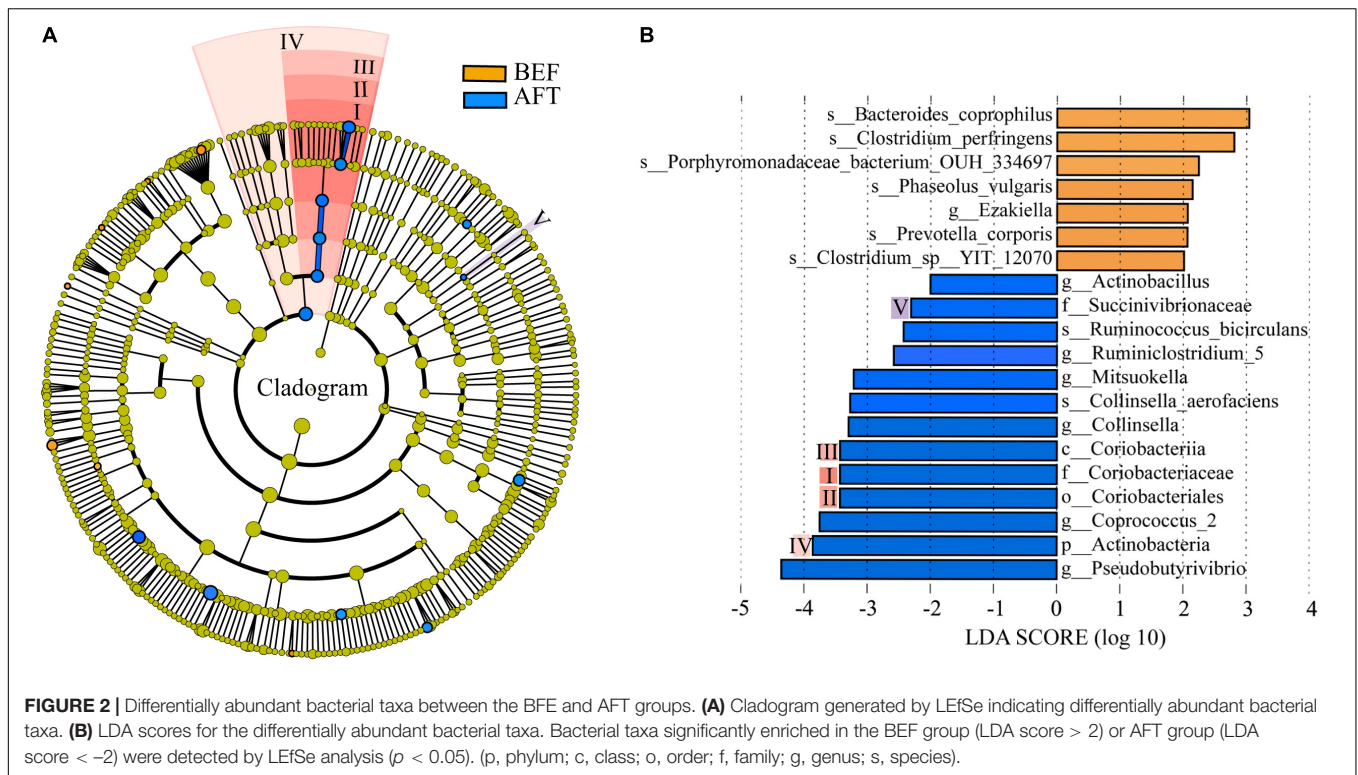 A
IV
III
II
I
BEF
AFT
V
Cladogram
B
s__Bacteroides_coprophilus
s__Clostridium_perfringens
s__Porphyromonadaceae_bacterium_OUH_334697
s__Phaseolus_vulgaris
g__Ezakiella
s__Prevotella_corporis
s__Clostridium_sp__YIT_12070
g__Actinobacillus
V f__Succinivibrionaceae
s__Ruminococcus_bicirculans
g__Ruminiclostridium_5
g__Mitsuokella
s__Collinsella_aerofaciens
g__Collinsella
III c__Coriobacteriia
I f__Coriobacteriaceae
II o__Coriobacteriales
g__Coprococcus_2
IV p__Actinobacteria
g__Pseudobutyrivibrio
-5 -4 -3 -2 -1 0 1 2 3 4
LDA SCORE (log 10)
FIGURE 2 | Differentially abundant bacterial taxa between the BFE and AFT groups. (A) Cladogram generated by LEfSe indicating differentially abundant bacterial
taxa. (B) LDA scores for the differentially abundant bacterial taxa. Bacterial taxa significantly enriched in the BEF group (LDA score > 2) or AFT group (LDA
score < –2) were detected by LEfSe analysis (p < 0.05). (p, phylum; c, class; o, order; f, family; g, genus; s, species).